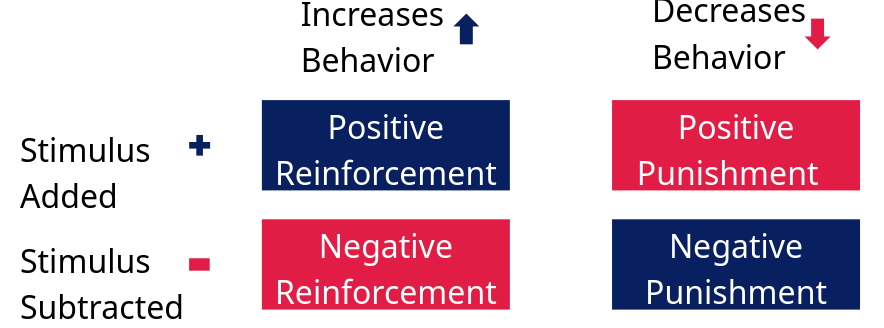 Increases
Behavior
Decreases
Behavior
Stimulus
Added
Positive
Reinforcement
Positive
Punishment
Stimulus
Subtracted
Negative
Reinforcement
Negative
Punishment